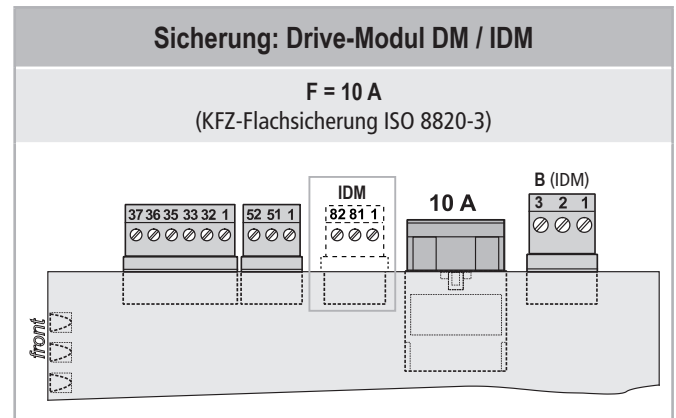 Sicherung: Drive-Modul DM / IDM
F = 10 A
(KFZ-Flachsicherung ISO 8820-3)
IDM
B (IDM)
37 36 35 33 32 1
52 51 1
82 81 1
10 A
3 2 1
front